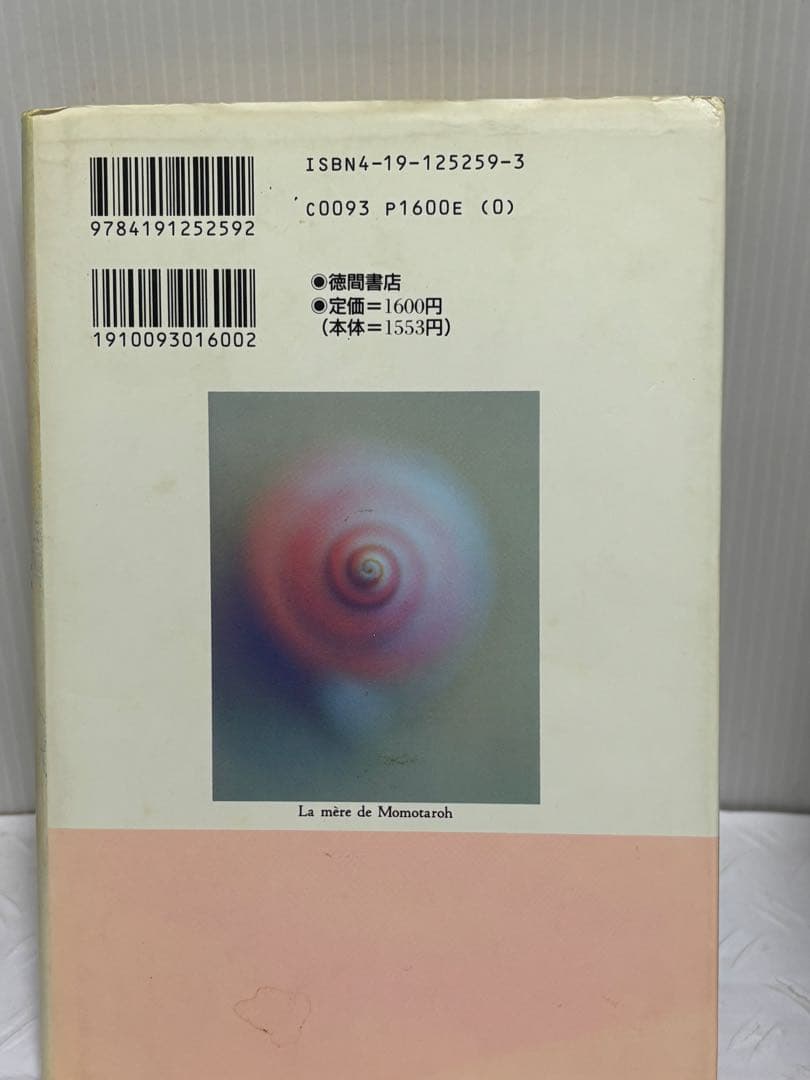 ISBN4-19-125259-3
C0093 P1600E (0)
9784191252592
1910093016002
◉徳間書店
◉定価＝1600円
（本体＝1553円）
La mère de Momotaroh